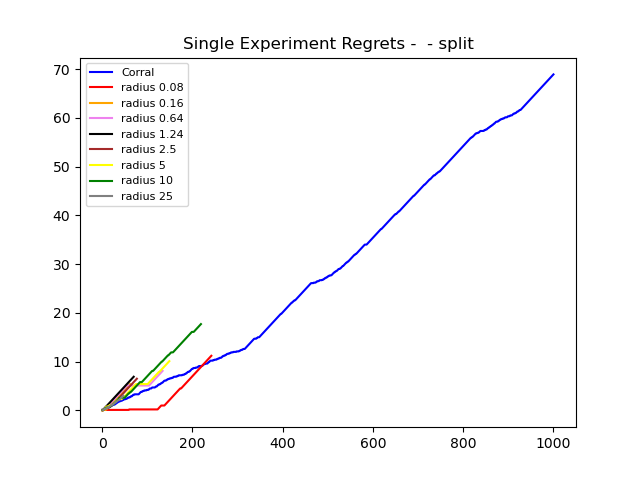 Single Experiment Regrets -  - split
70
60
50
40
30
20
10
0
Corral
radius 0.08
radius 0.16
radius 0.64
radius 1.24
radius 2.5
radius 5
radius 10
radius 25
0 200 400 600 800 1000